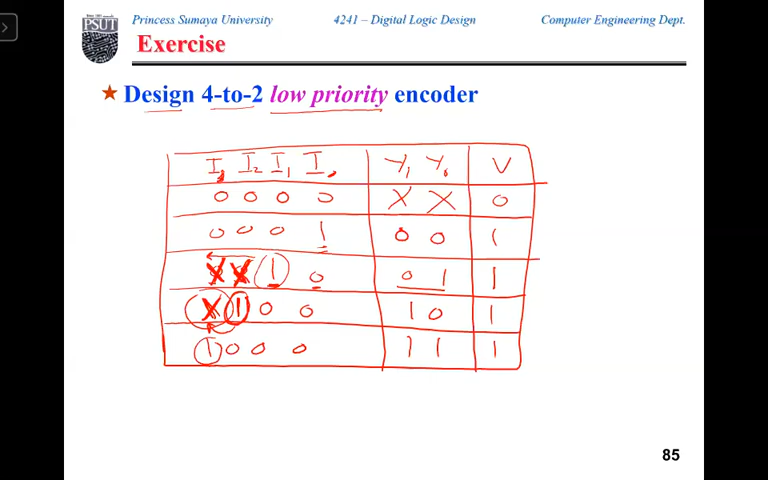 Princess Sumaya University 4241 – Digital Logic Design Computer Engineering Dept.
PSUT
Exercise
Design 4-to-2 low priority encoder
I3 I2 I1 I0 Y1 Y0 V
0 0 0 0 X X 0
0 0 0 1 0 0 1
X X 1 0 0 1 1
X 1 0 0 1 0 1
1 0 0 0 1 1 1
85